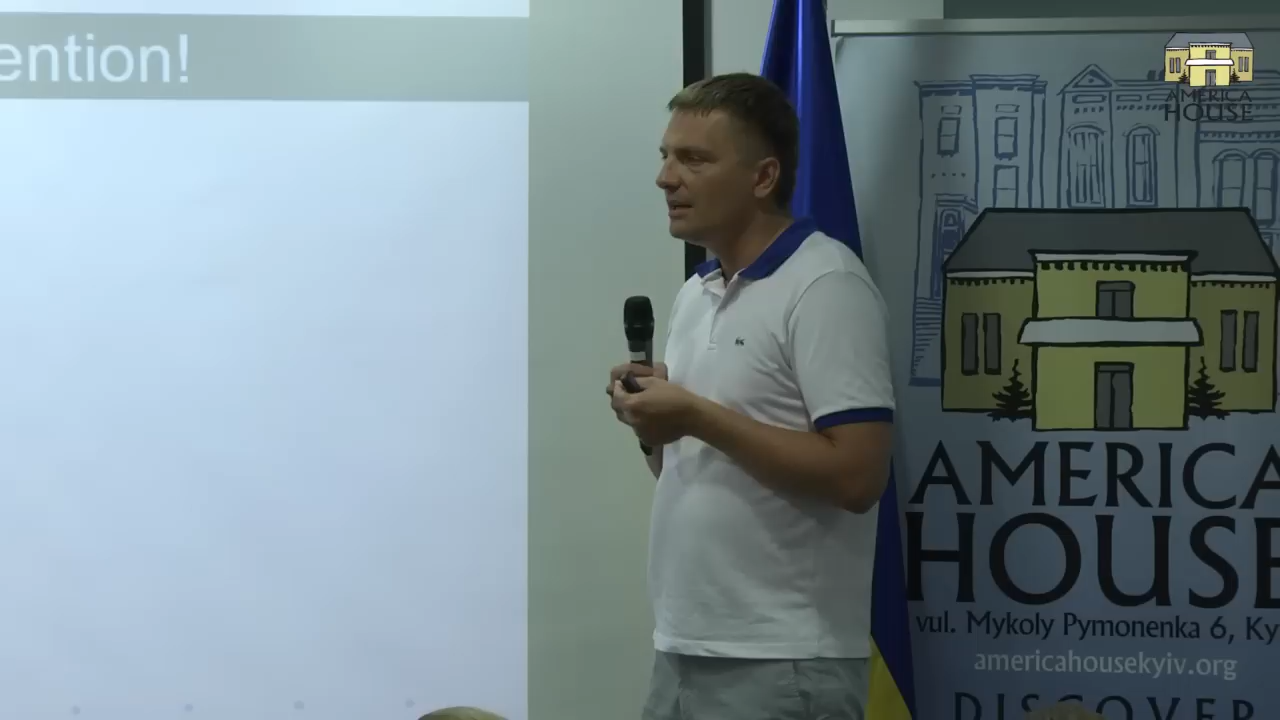 ention!
AMERICA
HOUSE
AMERICA
HOUSE
vul. Mykoly Pymonenka 6, Ky
americahousekyiv.org
DISCOVER